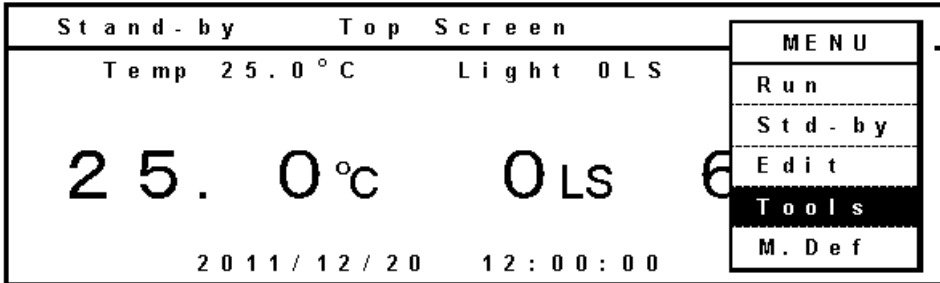 Stand-by Top Screen
Temp 25.0°C Light 0LS
25.0°C 0LS 6
2011/12/20 12:00:00
MENU
Run
Std-by
Edit
Tools
M.Def